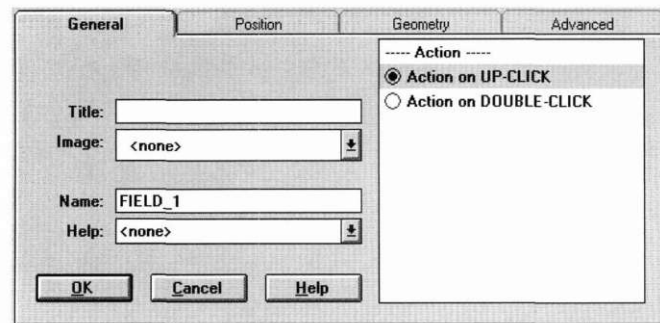 General Position Geometry Advanced
----- Action -----
Action on UP-CLICK
Action on DOUBLE-CLICK
Title:
Image: <none>
Name: FIELD_1
Help: <none>
OK Cancel Help